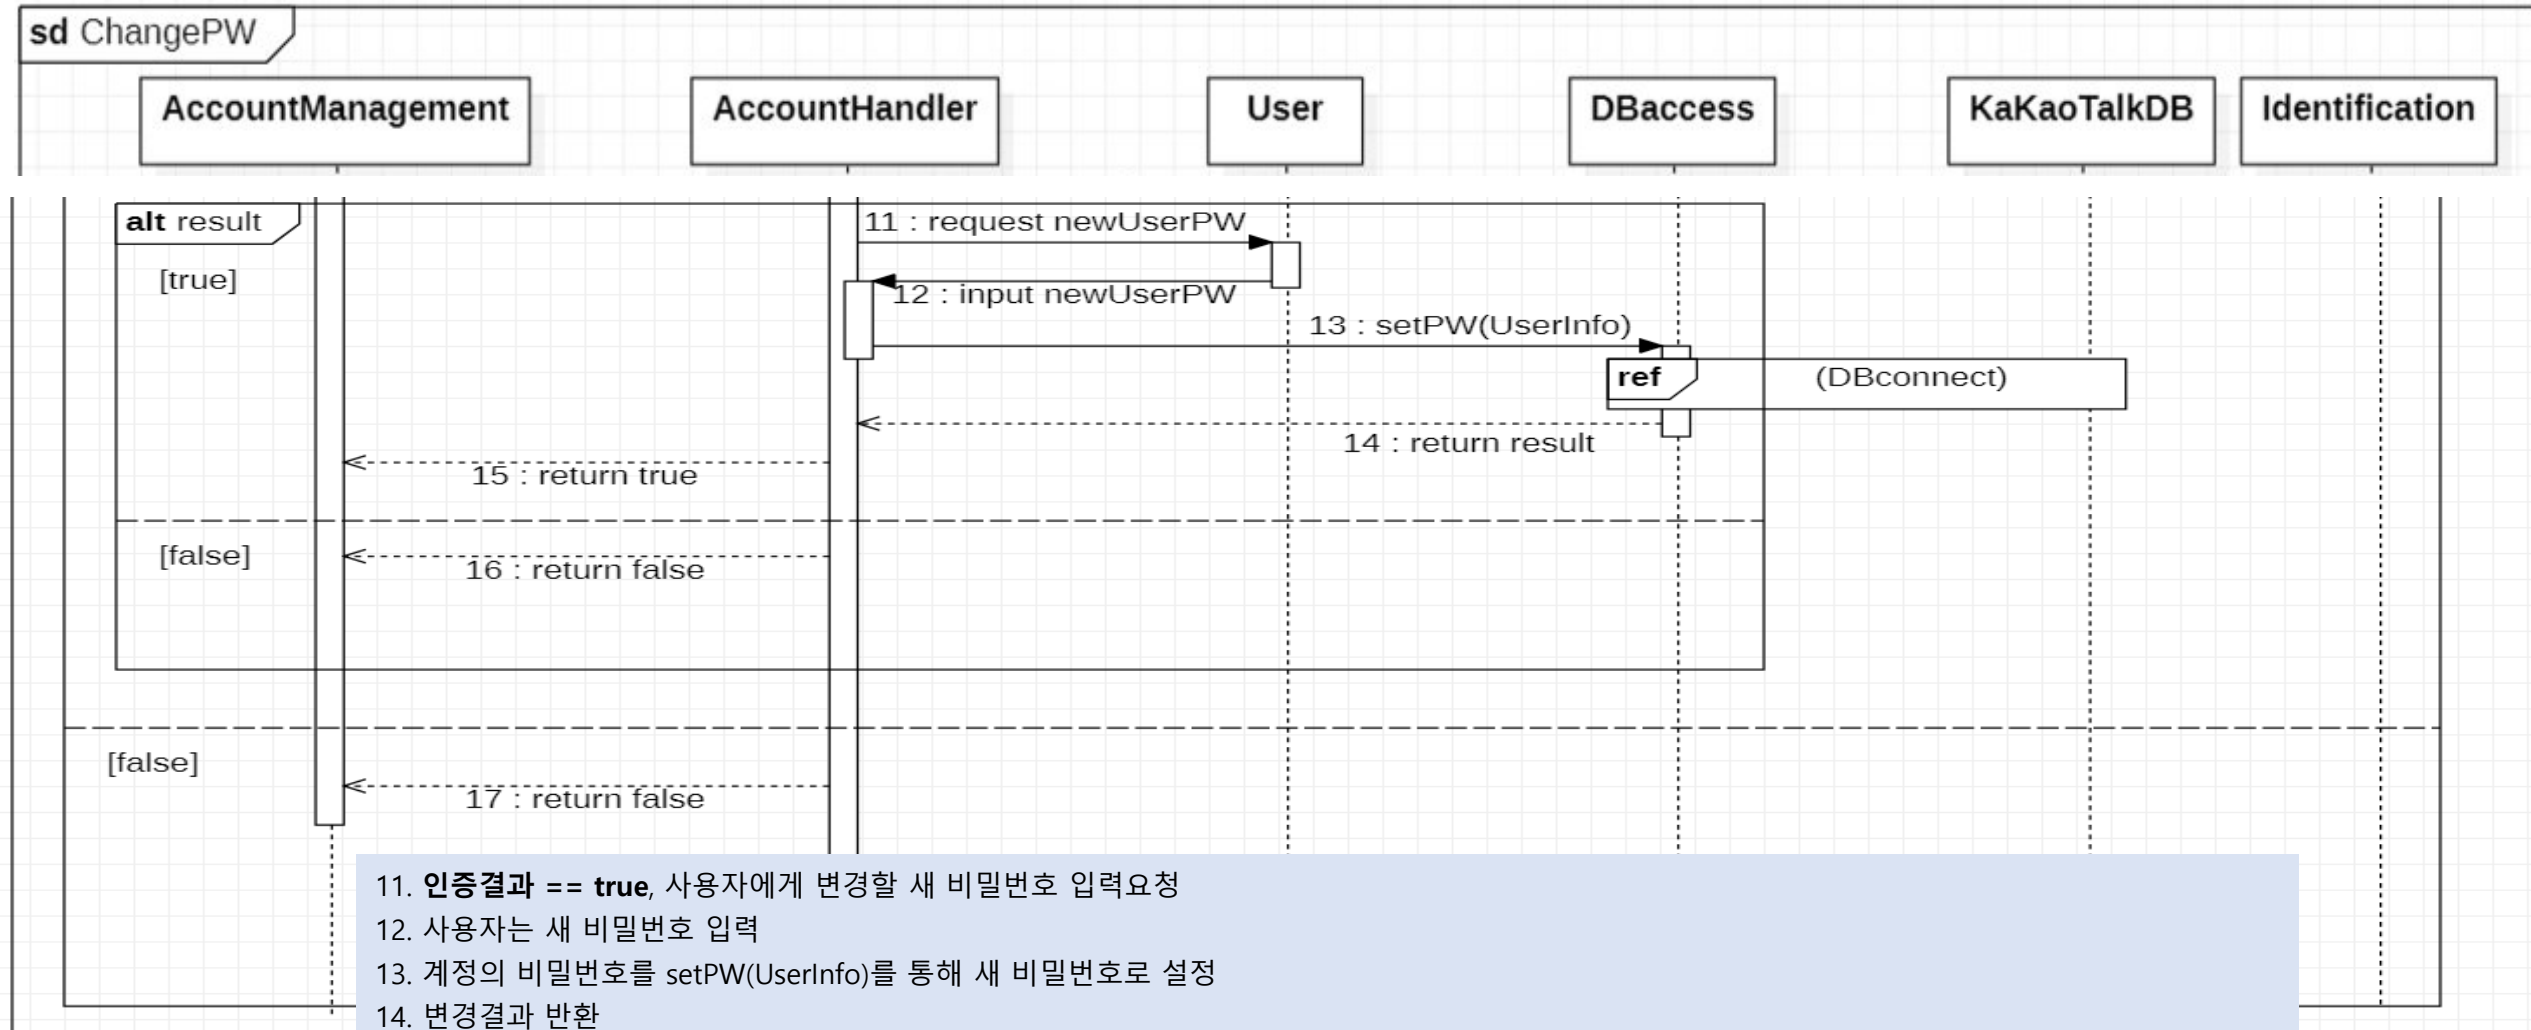 sd ChangePW
AccountManagement
AccountHandler
User
DBaccess
KaKaoTalkDB
Identification
alt result
[true]
11 : request newUserPW
12 : input newUserPW
13 : setPW(UserInfo)
ref
(DBconnect)
14 : return result
15 : return true
[false]
16 : return false
[false]
17 : return false
11. 인증결과 == true, 사용자에게 변경할 새 비밀번호 입력요청
12. 사용자는 새 비밀번호 입력
13. 계정의 비밀번호를 setPW(UserInfo)를 통해 새 비밀번호로 설정
14. 변경결과 반환